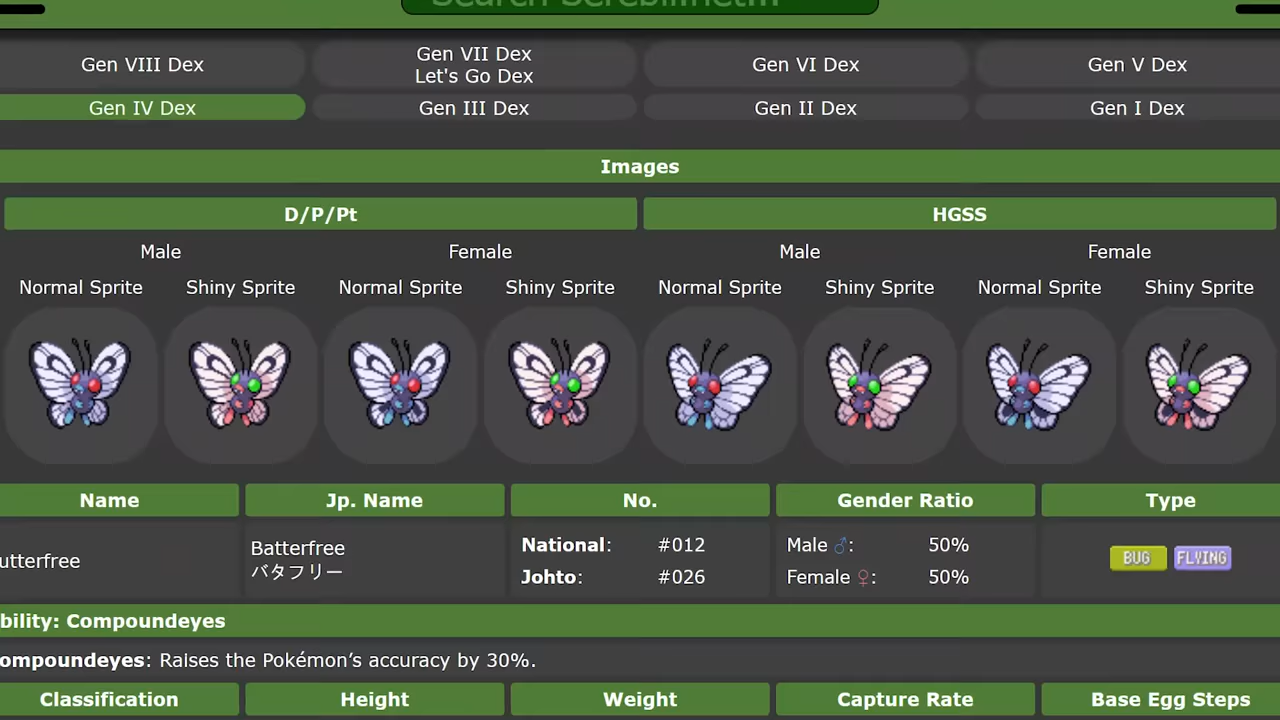 Search Serebii.net...
Gen VIII Dex
Gen VII Dex
Let's Go Dex
Gen VI Dex
Gen V Dex
Gen IV Dex
Gen III Dex
Gen II Dex
Gen I Dex
Images
D/P/Pt
HGSS
Male
Female
Male
Female
Normal Sprite
Shiny Sprite
Normal Sprite
Shiny Sprite
Normal Sprite
Shiny Sprite
Normal Sprite
Shiny Sprite
Name
Jp. Name
No.
Gender Ratio
Type
utterfree
Batterfree
バタフリー
National: #012
Johto: #026
Male ♂: 50%
Female ♀: 50%
BUG
FLYING
bility: Compoundeyes
ompoundeyes: Raises the Pokémon’s accuracy by 30%.
Classification
Height
Weight
Capture Rate
Base Egg Steps